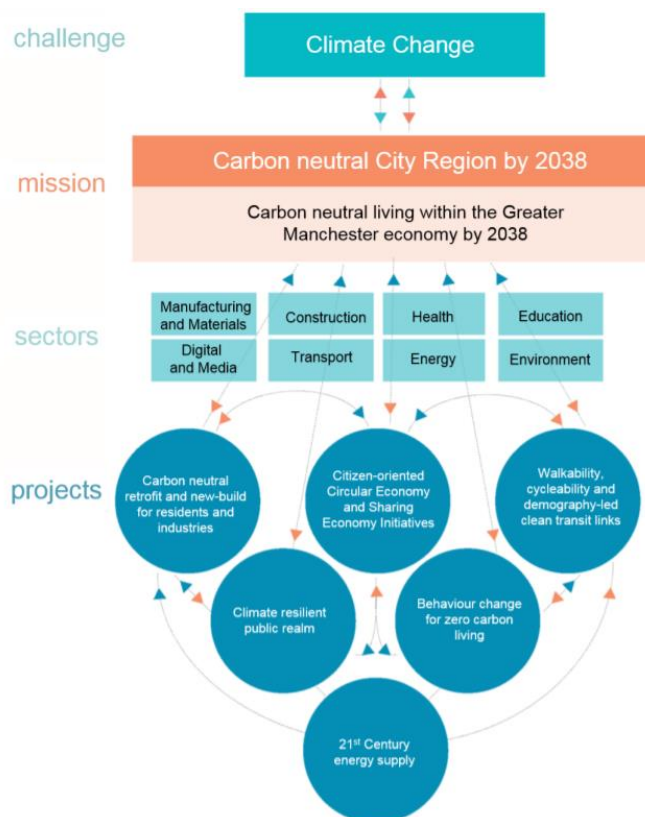 challenge
Climate Change
mission
Carbon neutral City Region by 2038
Carbon neutral living within the Greater
Manchester economy by 2038
sectors
Manufacturing
and Materials
Construction
Health
Education
Digital
and Media
Transport
Energy
Environment
projects
Carbon neutral
retrofit and new-build
for residents and
industries
Citizen-oriented
Circular Economy
and Sharing
Economy Initiatives
Walkability,
cycleability and
demography-led
clean transit links
Climate resilient
public realm
Behaviour change
for zero carbon
living
21st Century
energy supply